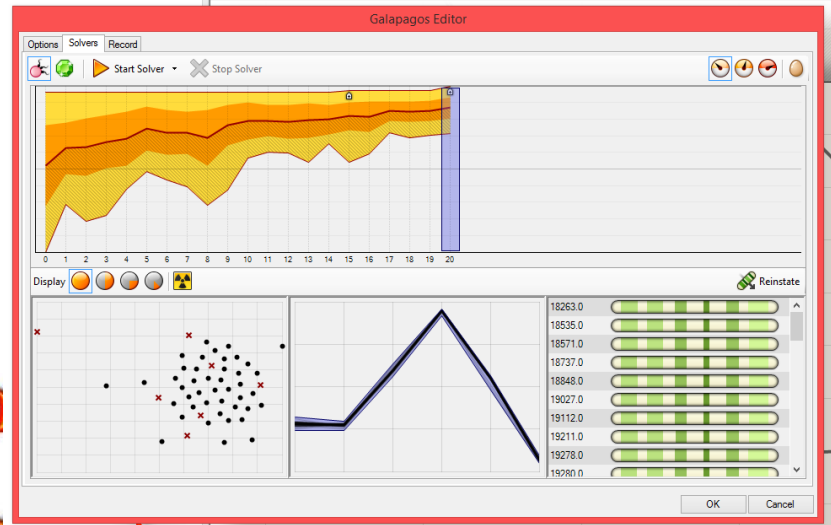 Galapagos Editor
Options Solvers Record
Start Solver Stop Solver
0 1 2 3 4 5 6 7 8 9 10 11 12 13 14 15 16 17 18 19 20
Display Reinstate
18263.0
18535.0
18571.0
18737.0
18848.0
19027.0
19112.0
19211.0
19278.0
19280.0
OK Cancel